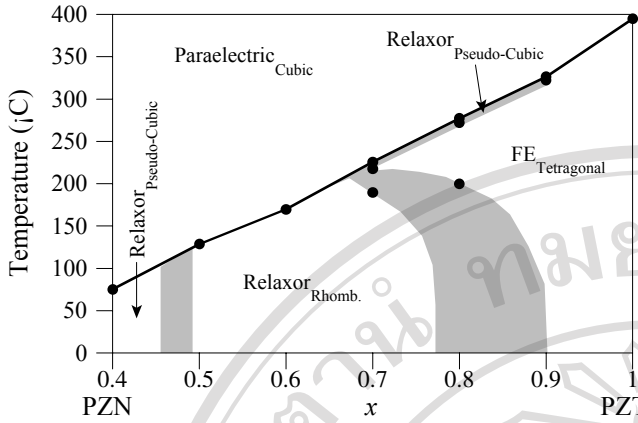 400
350
300
250
200
150
100
50
0
Temperature (¡C)
Paraelectric Cubic
Relaxor Pseudo-Cubic
Relaxor Pseudo-Cubic
FE Tetragonal
Relaxor Rhomb.
0.4 0.5 0.6 0.7 0.8 0.9 1
PZN x PZT